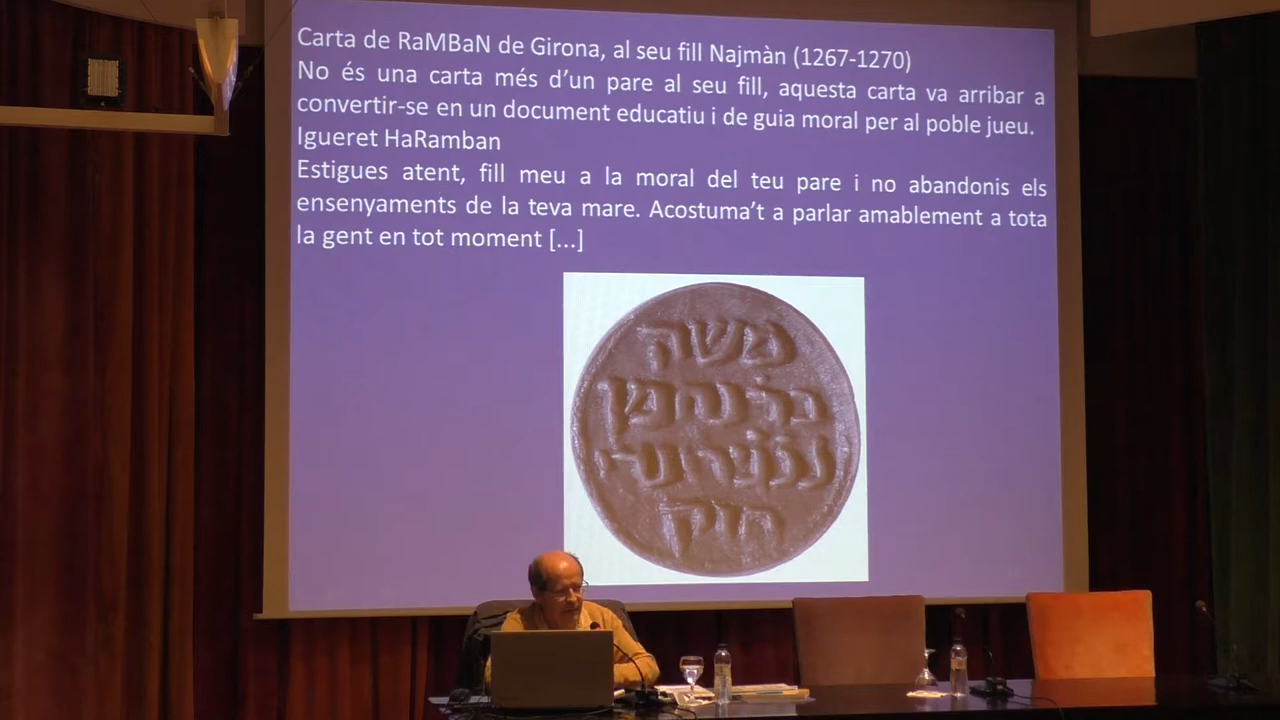 Carta de RaMBaN de Girona, al seu fill Najmàn (1267-1270)
No és una carta més d’un pare al seu fill, aquesta carta va arribar a
convertir-se en un document educatiu i de guia moral per al poble jueu.
Igueret HaRamban
Estigues atent, fill meu a la moral del teu pare i no abandonis els
ensenyaments de la teva mare. Acostuma’t a parlar amablement a tota
la gent en tot moment [...]
משה
חזק